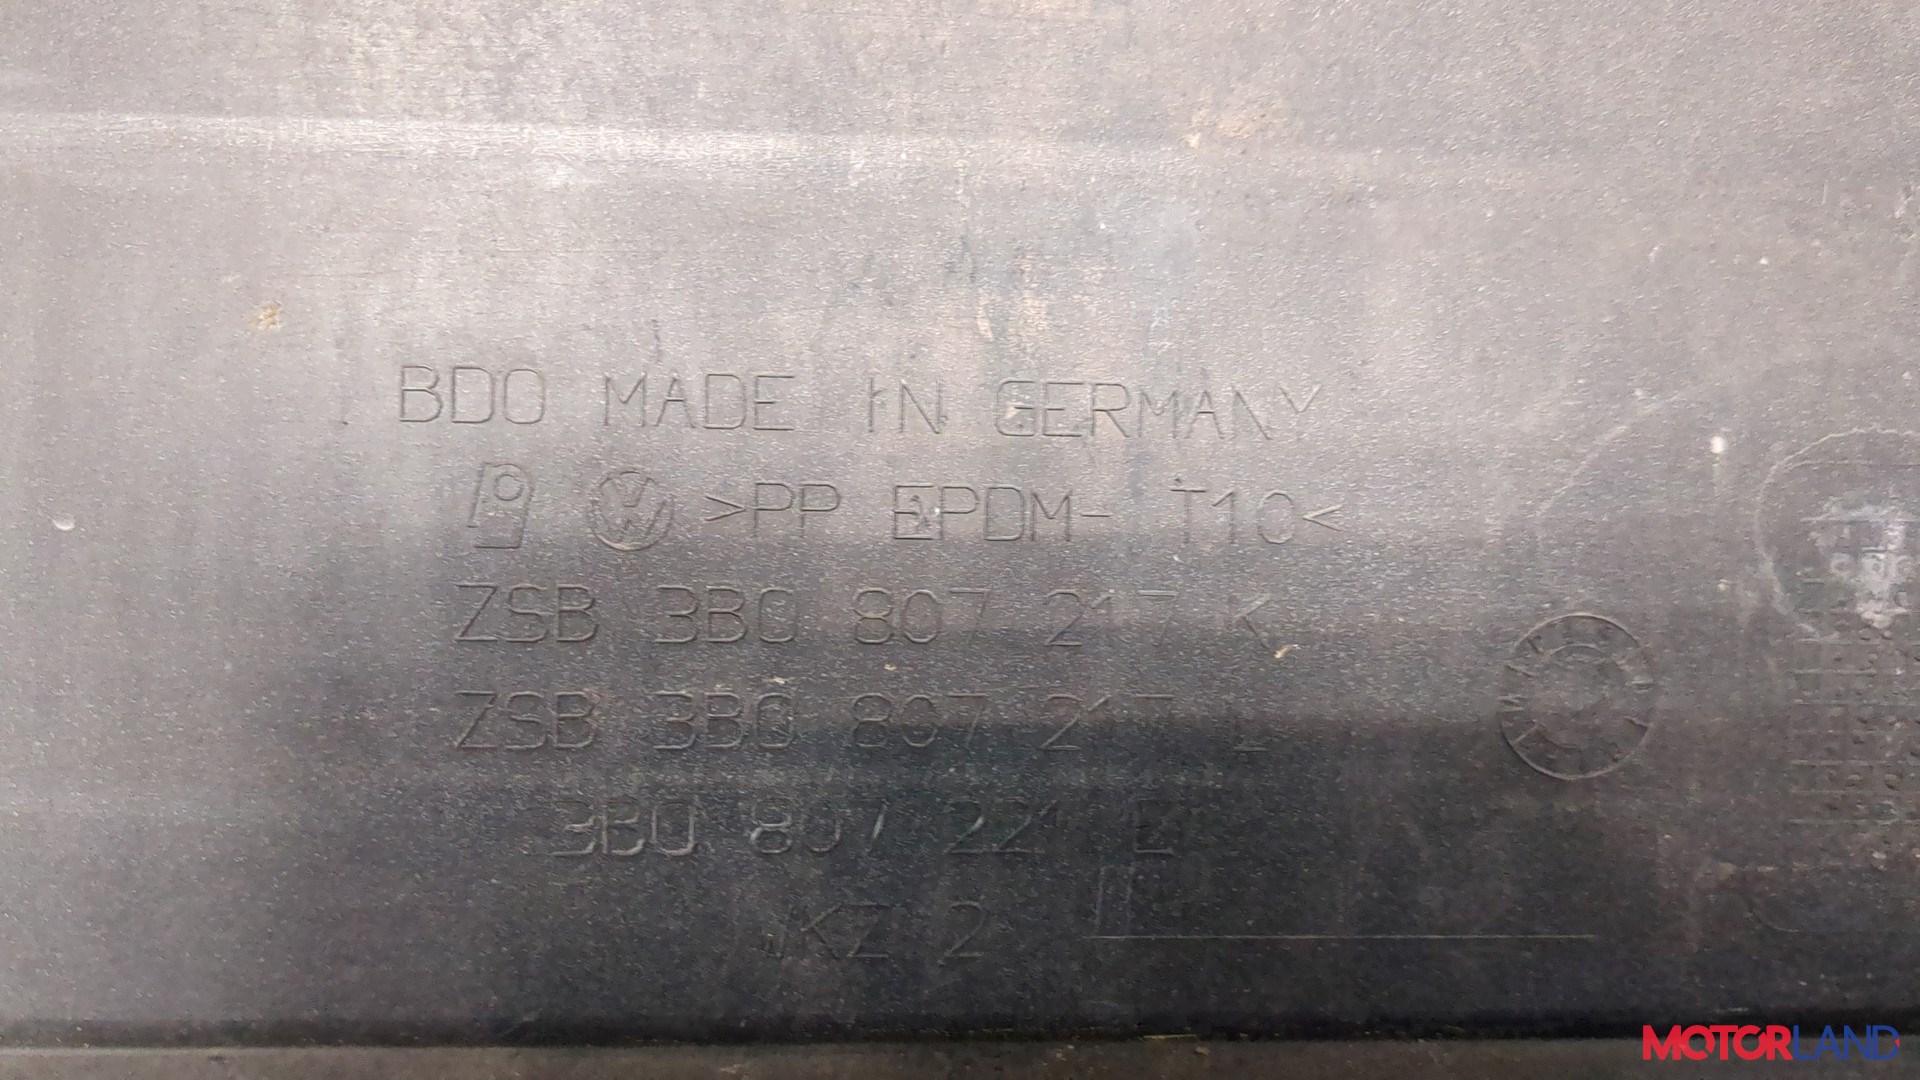 BDO MADE IN GERMANY
>PP EPDM- T10<
ZSB 3B0 807 217 K
ZSB 3B0 807 217 L
3B0 807 221 E
WKZ 2
MOTORLAND